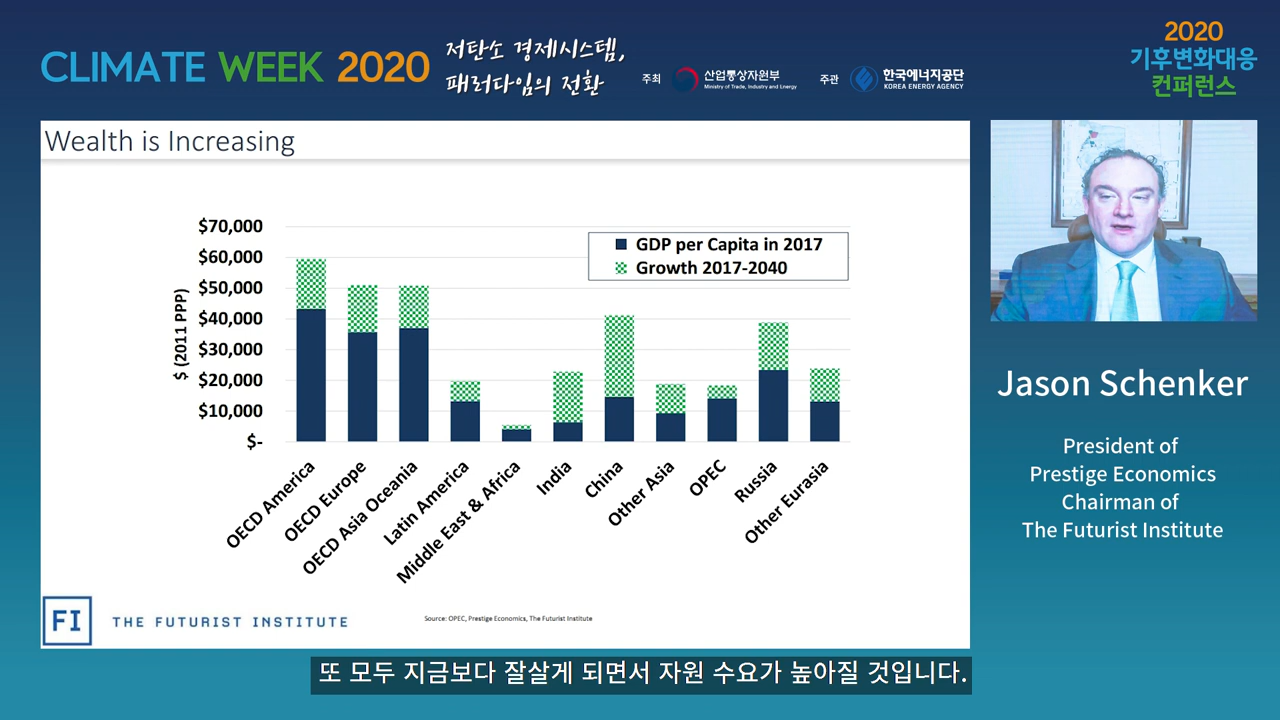 CLIMATE WEEK 2020
저탄소 경제시스템,
패러다임의 전환
주최
산업통상자원부
Ministry of Trade, Industry and Energy
주관
한국에너지공단
KOREA ENERGY AGENCY
2020
기후변화대응
컨퍼런스
Wealth is Increasing
$70,000
$60,000
$50,000
$40,000
$30,000
$20,000
$10,000
$-
$ (2011 PPP)
GDP per Capita in 2017
Growth 2017-2040
OECD America
OECD Europe
OECD Asia Oceania
Latin America
Middle East & Africa
India
China
Other Asia
OPEC
Russia
Other Eurasia
FI
THE FUTURIST INSTITUTE
Source: OPEC, Prestige Economics, The Futurist Institute
Jason Schenker
President of
Prestige Economics
Chairman of
The Futurist Institute
또 모두 지금보다 잘살게 되면서 자원 수요가 높아질 것입니다.